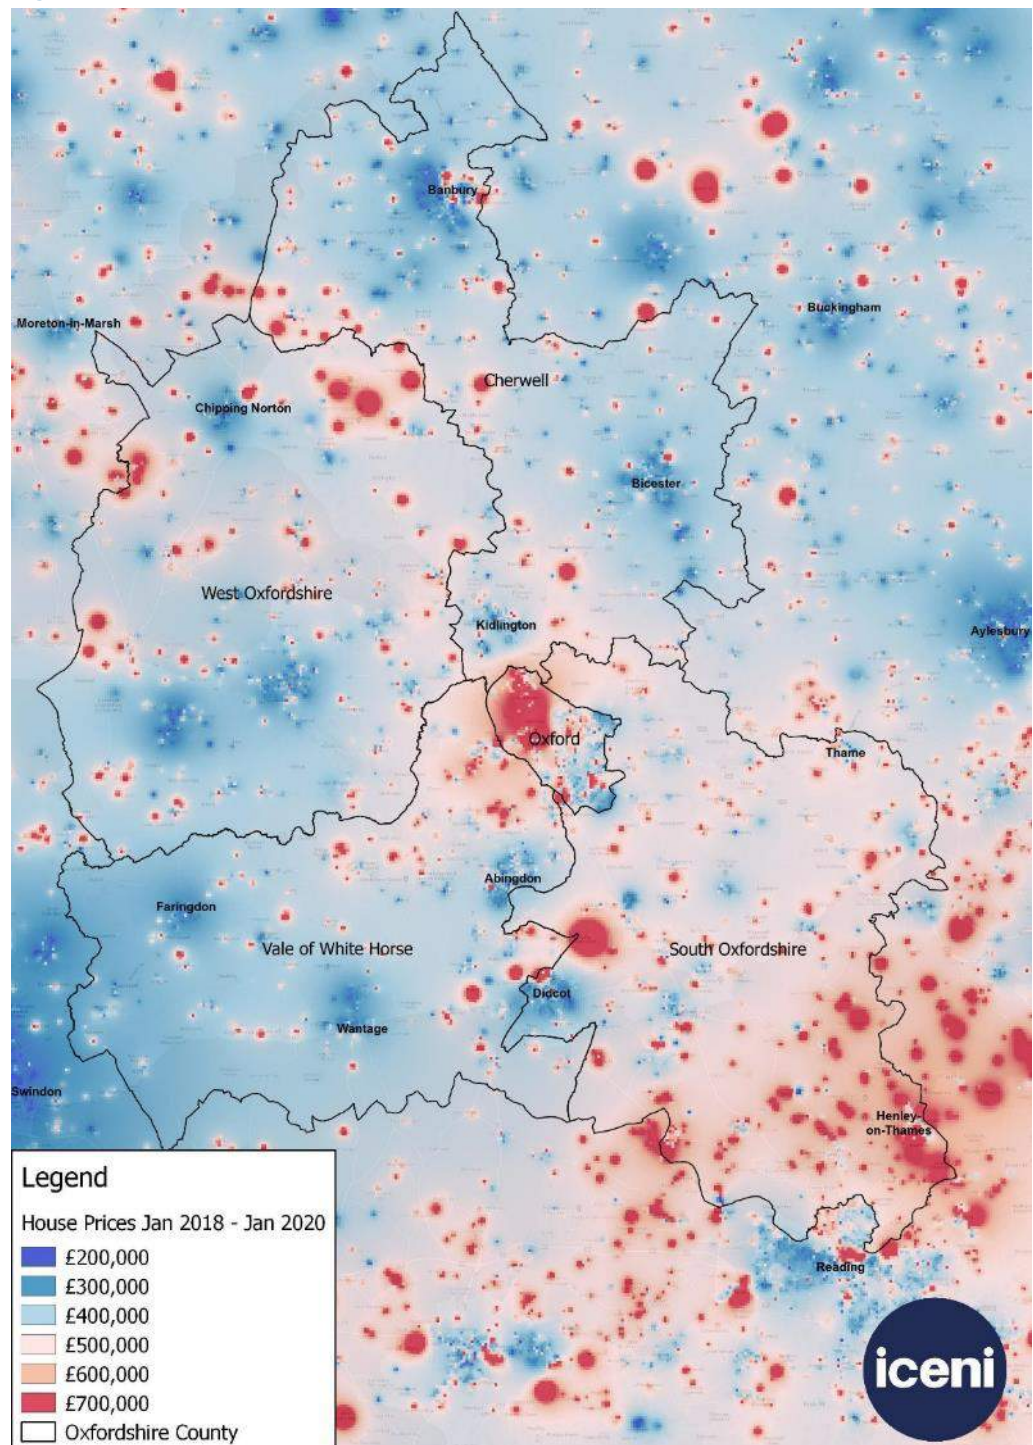 Banbury
Moreton-in-Marsh
Buckingham
Cherwell
Chipping Norton
Bicester
West Oxfordshire
Kidlington
Aylesbury
Oxford
Thame
Abingdon
Faringdon
Vale of White Horse
South Oxfordshire
Didcot
Wantage
Swindon
Henley-
on-Thames
Reading
Legend
House Prices Jan 2018 - Jan 2020
£200,000
£300,000
£400,000
£500,000
£600,000
£700,000
Oxfordshire County
iceni